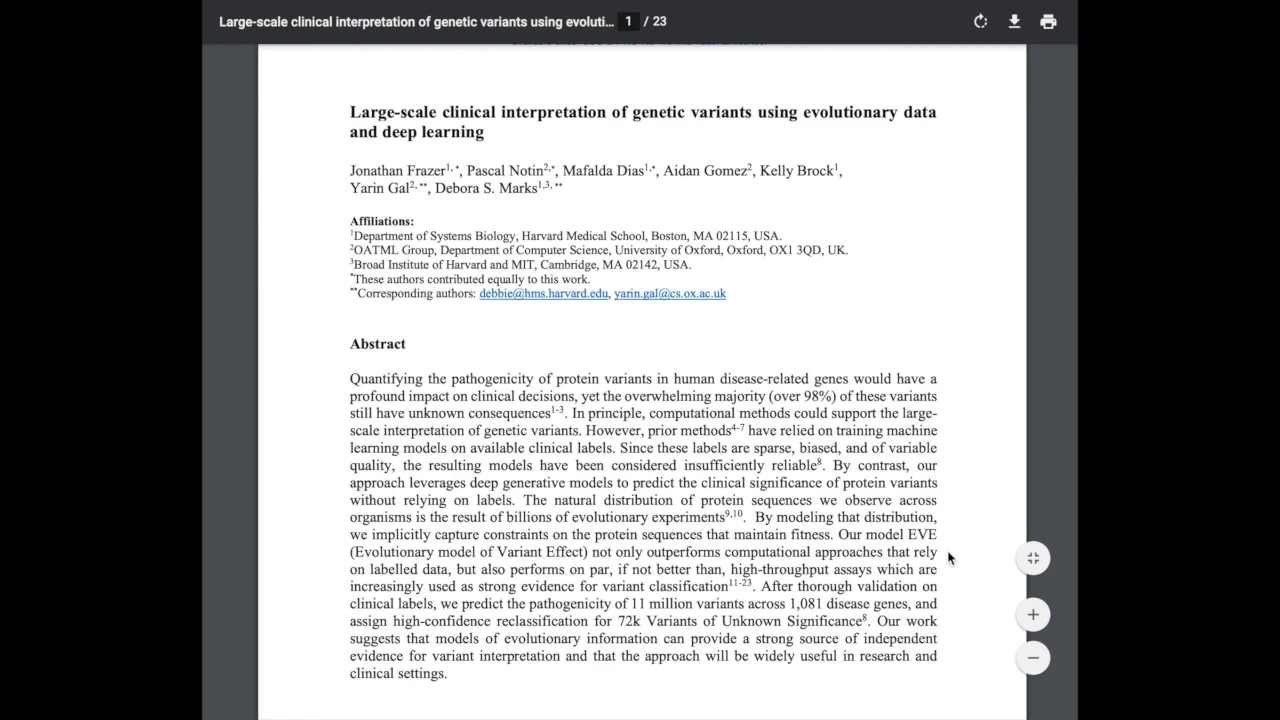 Large-scale clinical interpretation of genetic variants using evoluti... 1 / 23
Large-scale clinical interpretation of genetic variants using evolutionary data
and deep learning
Jonathan Frazer1,*, Pascal Notin2,*, Mafalda Dias1,*, Aidan Gomez2, Kelly Brock1,
Yarin Gal2,**, Debora S. Marks1,3,**
Affiliations:
1Department of Systems Biology, Harvard Medical School, Boston, MA 02115, USA.
2OATML Group, Department of Computer Science, University of Oxford, Oxford, OX1 3QD, UK.
3Broad Institute of Harvard and MIT, Cambridge, MA 02142, USA.
*These authors contributed equally to this work.
**Corresponding authors: debbie@hms.harvard.edu, yarin.gal@cs.ox.ac.uk
Abstract
Quantifying the pathogenicity of protein variants in human disease-related genes would have a
profound impact on clinical decisions, yet the overwhelming majority (over 98%) of these variants
still have unknown consequences1-3. In principle, computational methods could support the large-
scale interpretation of genetic variants. However, prior methods4-7 have relied on training machine
learning models on available clinical labels. Since these labels are sparse, biased, and of variable
quality, the resulting models have been considered insufficiently reliable8. By contrast, our
approach leverages deep generative models to predict the clinical significance of protein variants
without relying on labels. The natural distribution of protein sequences we observe across
organisms is the result of billions of evolutionary experiments9,10. By modeling that distribution,
we implicitly capture constraints on the protein sequences that maintain fitness. Our model EVE
(Evolutionary model of Variant Effect) not only outperforms computational approaches that rely
on labelled data, but also performs on par, if not better than, high-throughput assays which are
increasingly used as strong evidence for variant classification11-23. After thorough validation on
clinical labels, we predict the pathogenicity of 11 million variants across 1,081 disease genes, and
assign high-confidence reclassification for 72k Variants of Unknown Significance8. Our work
suggests that models of evolutionary information can provide a strong source of independent
evidence for variant interpretation and that the approach will be widely useful in research and
clinical settings.